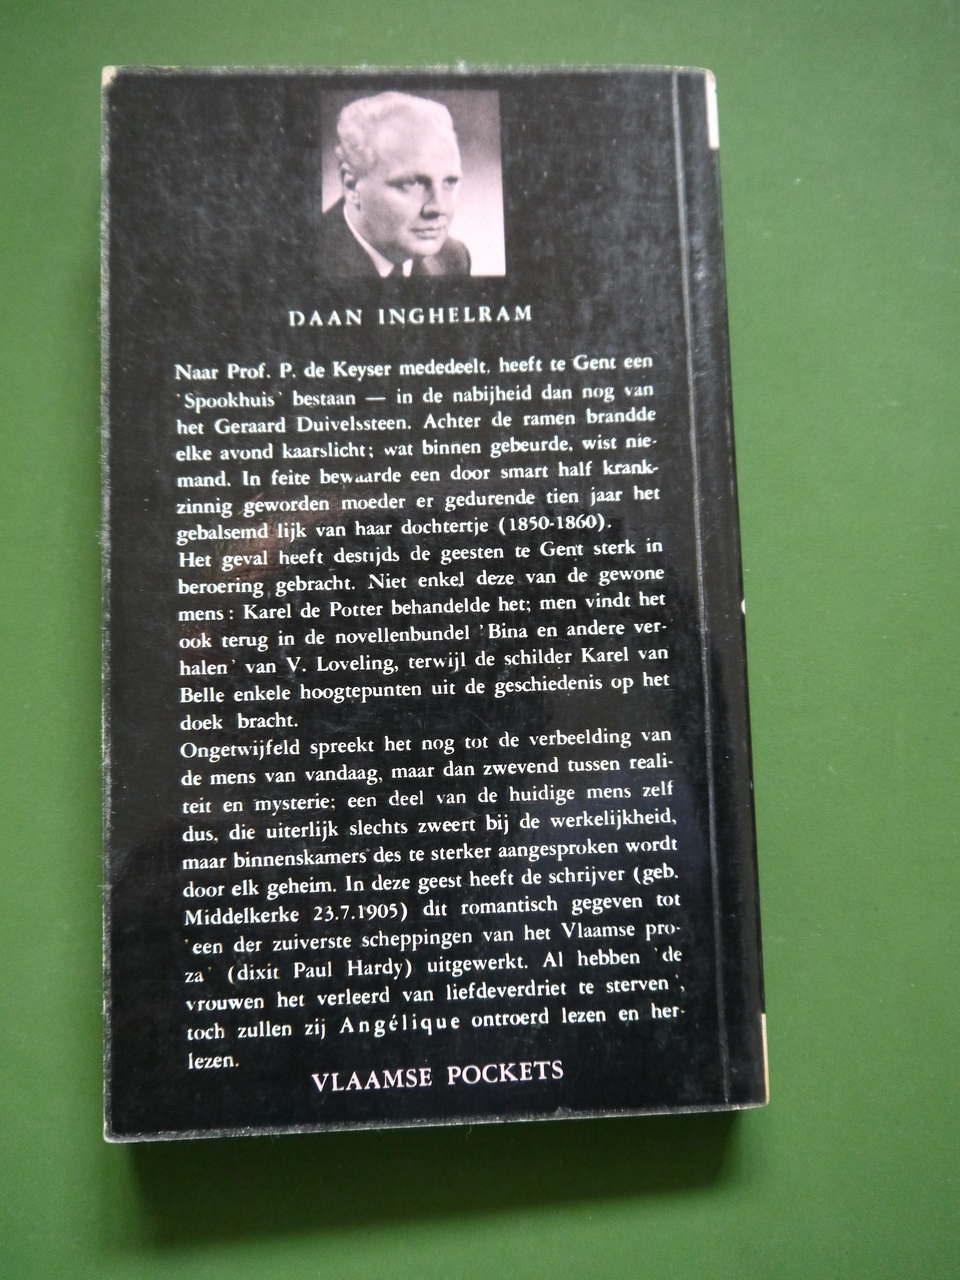 DAAN INGHELRAM
Naar Prof. P. de Keyser mededeelt, heeft te Gent een
'Spookhuis' bestaan — in de nabijheid dan nog van
het Geraard Duivelssteen. Achter de ramen brandde
elke avond kaarslicht; wat binnen gebeurde, wist nie-
mand. In feite bewaarde een door smart half krank-
zinnig geworden moeder er gedurende tien jaar het
gebalsemd lijk van haar dochtertje (1850-1860).
Het geval heeft destijds de geesten te Gent sterk in
beroering gebracht. Niet enkel deze van de gewone
mens: Karel de Potter behandelde het; men vindt het
ook terug in de novellenbundel 'Bina en andere ver-
halen' van V. Loveling, terwijl de schilder Karel van
Belle enkele hoogtepunten uit de geschiedenis op het
doek bracht.
Ongetwijfeld spreekt het nog tot de verbeelding van
de mens van vandaag, maar dan zwevend tussen reali-
teit en mysterie; een deel van de huidige mens zelf
dus, die uiterlijk slechts zweert bij de werkelijkheid,
maar binnenskamers des te sterker aangesproken wordt
door elk geheim. In deze geest heeft de schrijver (geb.
Middelkerke 23.7.1905) dit romantisch gegeven tot
'een der zuiverste scheppingen van het Vlaamse pro-
za' (dixit Paul Hardy) uitgewerkt. Al hebben 'de
vrouwen het verleerd van liefdeverdriet te sterven',
toch zullen zij Angélique ontroerd lezen en her-
lezen.
VLAAMSE POCKETS